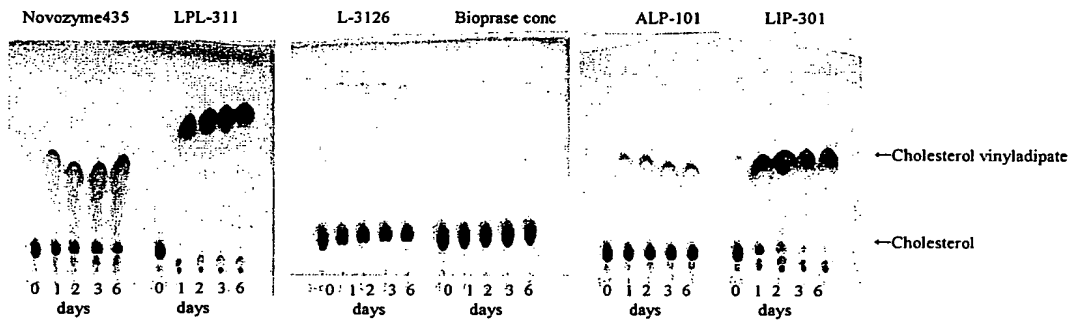 Novozyme435 LPL-311 L-3126 Bioprase conc ALP-101 LIP-301
←Cholesterol vinyladipate
←Cholesterol
0 1 2 3 6 0 1 2 3 6 0 1 2 3 6 0 1 2 3 6 0 1 2 3 6 0 1 2 3 6
days days days days days days